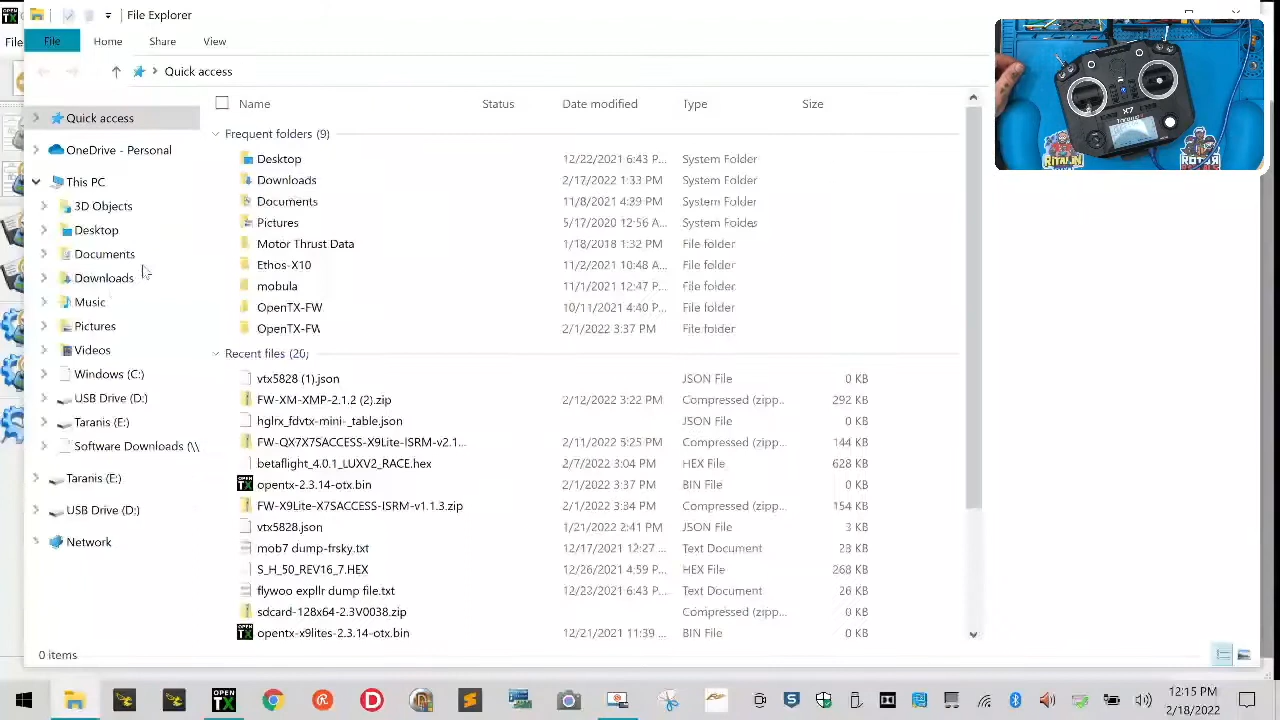 File Explorer
File Home Share View
Quick access
Name Status Date modified Type Size
Quick access
OneDrive - Personal
This PC
3D Objects
Desktop
Documents
Downloads
Music
Pictures
Videos
Windows (C:)
USB Drive (D:)
Taranis (E:)
Software Downloads (\\
Taranis (E:)
USB Drive (D:)
Network
Frequent folders (9)
Desktop 12/22/2021 6:43 P... System Folder
Downloads 2/17/2022 1:33 PM System Folder
Documents 11/8/2021 4:39 PM System Folder
Pictures 5/17/2020 12:56 A... System Folder
Motor Thrust Data 1/18/2018 1:32 PM File folder
Ethos-X10 11/2/2021 10:48 A... File folder
mobula 11/1/2021 12:47 P... File folder
OpenTX-FW 10/11/2021 4:40 P... File folder
OpenTX-FW 2/1/2022 3:37 PM File folder
Recent files (20)
vtx5828 (1).json JSON File 0 KB
FW-XM-XMP-2.1.2 (2).zip 2/12/2022 3:22 PM Compressed (zipp... 292 KB
hglrx_fdvtx-mini-_table.json JSON File 0 KB
FW-QX7X7SACCESS-X9Lite-ISRM-v2.1... 2/11/2022 5:25 PM Compressed (zipp... 144 KB
betaflight_4.0.1_LUXV2_RACE.hex 2/7/2022 3:04 PM HEX File 628 KB
OPEN TX opentx-2.3.14-otx.bin 2/1/2022 3:37 PM BIN File 0 KB
FW-X9Lite-X7SACCESS-ISRM-v1.1.3.zip 2/1/2022 3:34 PM Compressed (zipp... 154 KB
vtx5828.json 1/21/2022 2:41 PM JSON File 3 KB
mob7 dump-frsky.txt 12/17/2021 12:27 ... Text Document 23 KB
S_H_50_REV16_7.HEX 12/26/2021 4:59 P... HEX File 268 KB
flywoo expllr dump file.txt 12/23/2021 6:43 P... Text Document 26 KB
sdcard-128x64-2.3V0038.zip Compressed (zipp... 0 KB
OPEN TX opentx-x9lites-2.3.14-otx.bin 12/21/2021 11:39 ... BIN File 0 KB
0 items
X7
OPEN TX
12:15 PM
2/18/2022